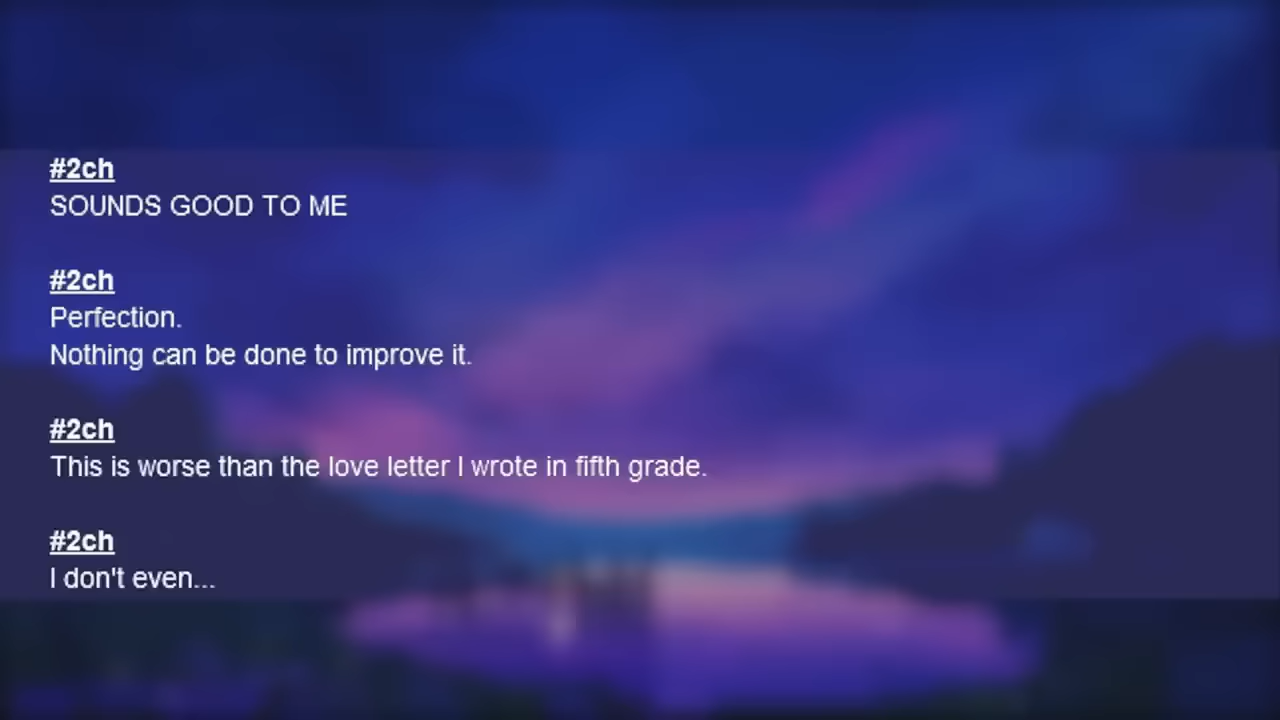 #2ch
SOUNDS GOOD TO ME
#2ch
Perfection.
Nothing can be done to improve it.
#2ch
This is worse than the love letter I wrote in fifth grade.
#2ch
I don't even...